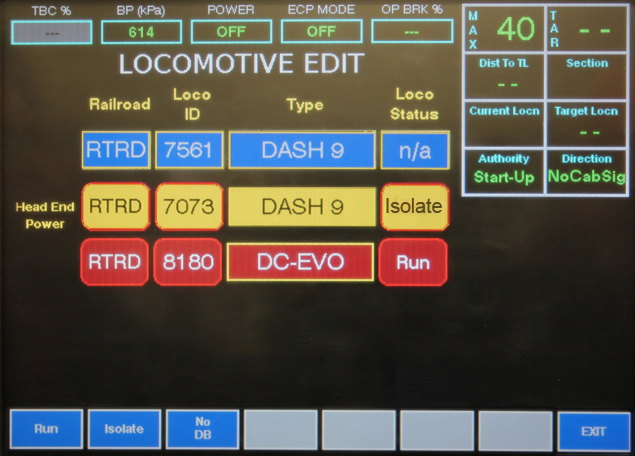 TBC % BP (kPa) POWER ECP MODE OP BRK %
--- 614 OFF OFF ---
LOCOMOTIVE EDIT
MAX 40 TAR - -
Dist To TL Section
- -
Current Locn Target Locn
- -
Authority Direction
Start-Up NoCabSig
Railroad Loco ID Type Loco Status
RTRD 7561 DASH 9 n/a
Head End Power
RTRD 7073 DASH 9 Isolate
RTRD 8180 DC-EVO Run
Run Isolate No DB EXIT